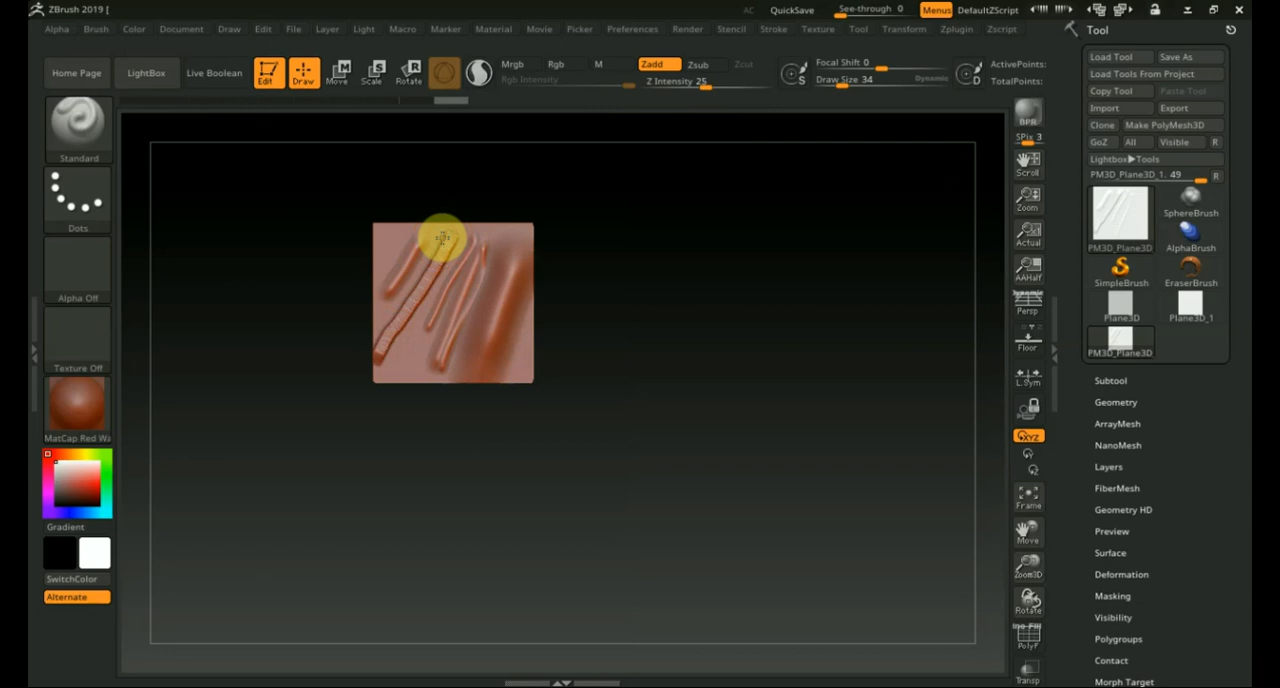 ZBrush 2019 [
AC QuickSave See-through 0 Menus DefaultZScript
Alpha Brush Color Document Draw Edit File Layer Light Macro Marker Material Movie Picker Preferences Render Stencil Stroke Texture Tool Transform Zplugin Zscript
Home Page LightBox Live Boolean Edit Draw Move Scale Rotate
Mrgb Rgb M Zadd Zsub Zcut
Rgb Intensity Z Intensity 25
Focal Shift 0
Draw Size 34 Dynamic
ActivePoints:
TotalPoints:
Standard
Dots
Alpha Off
Texture Off
MatCap Red Wa
Gradient
SwitchColor
Alternate
BPR
SPix 3
Scroll
Zoom
Actual
AAHalf
Dynamic
Persp
Floor
L.Sym
XYZ
Frame
Move
Zoom3D
Rotate
PolyF
Transp
Tool
Load Tool Save As
Load Tools From Project
Copy Tool Paste Tool
Import Export
Clone Make PolyMesh3D
GoZ All Visible R
Lightbox▶Tools
PM3D_Plane3D_1. 49 R
PM3D_Plane3D
SphereBrush
AlphaBrush
SimpleBrush
EraserBrush
Plane3D
Plane3D_1
PM3D_Plane3D
Subtool
Geometry
ArrayMesh
NanoMesh
Layers
FiberMesh
Geometry HD
Preview
Surface
Deformation
Masking
Visibility
Polygroups
Contact
Morph Target